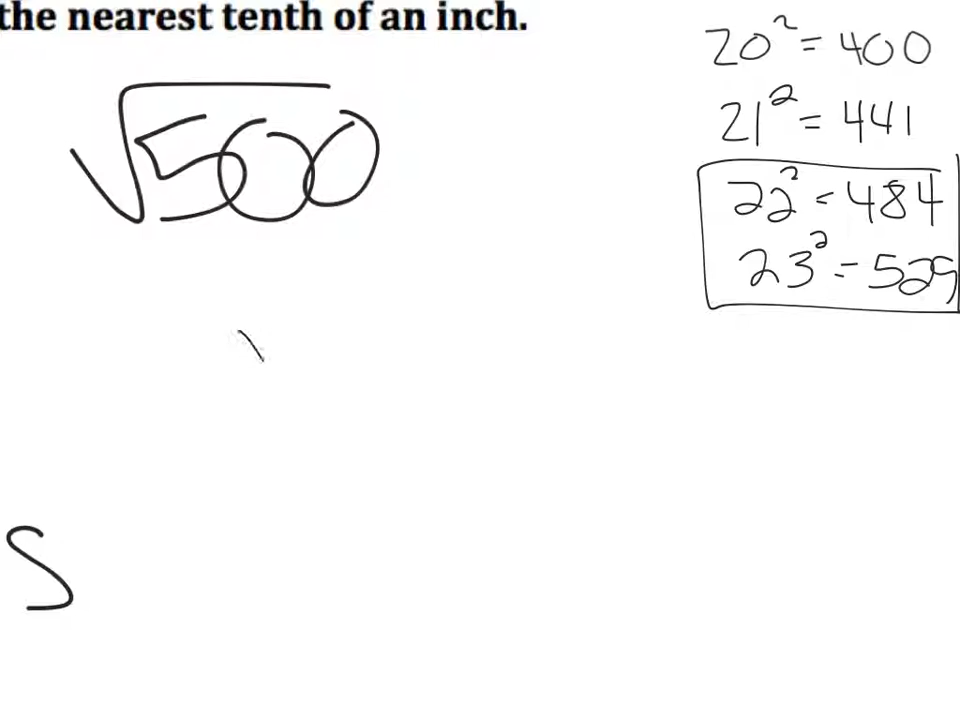 the nearest tenth of an inch.
√500
20² = 400
21² = 441
22² = 484
23² = 529
S